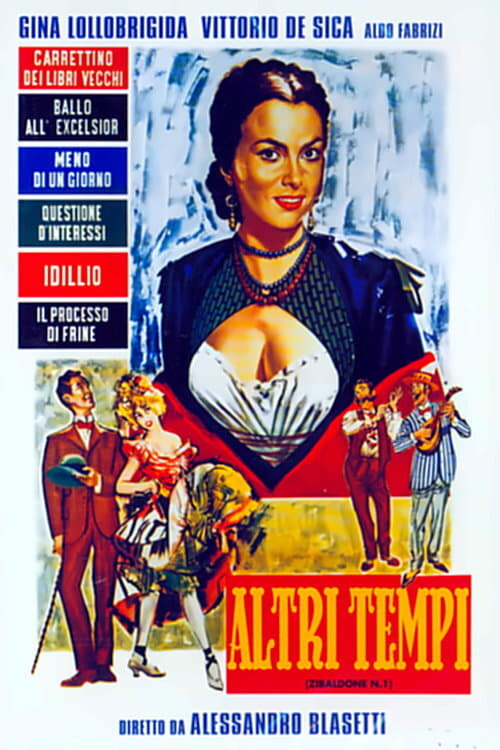 GINA LOLLOBRIGIDA VITTORIO DE SICA ALDO FABRIZI
CARRETTINO
DEI LIBRI VECCHI
BALLO
ALL' EXCELSIOR
MENO
DI UN GIORNO
QUESTIONE
D'INTERESSI
IDILLIO
IL PROCESSO
DI FRINE
ALTRI TEMPI
(ZIBALDONE N.1)
DIRETTO DA ALESSANDRO BLASETTI